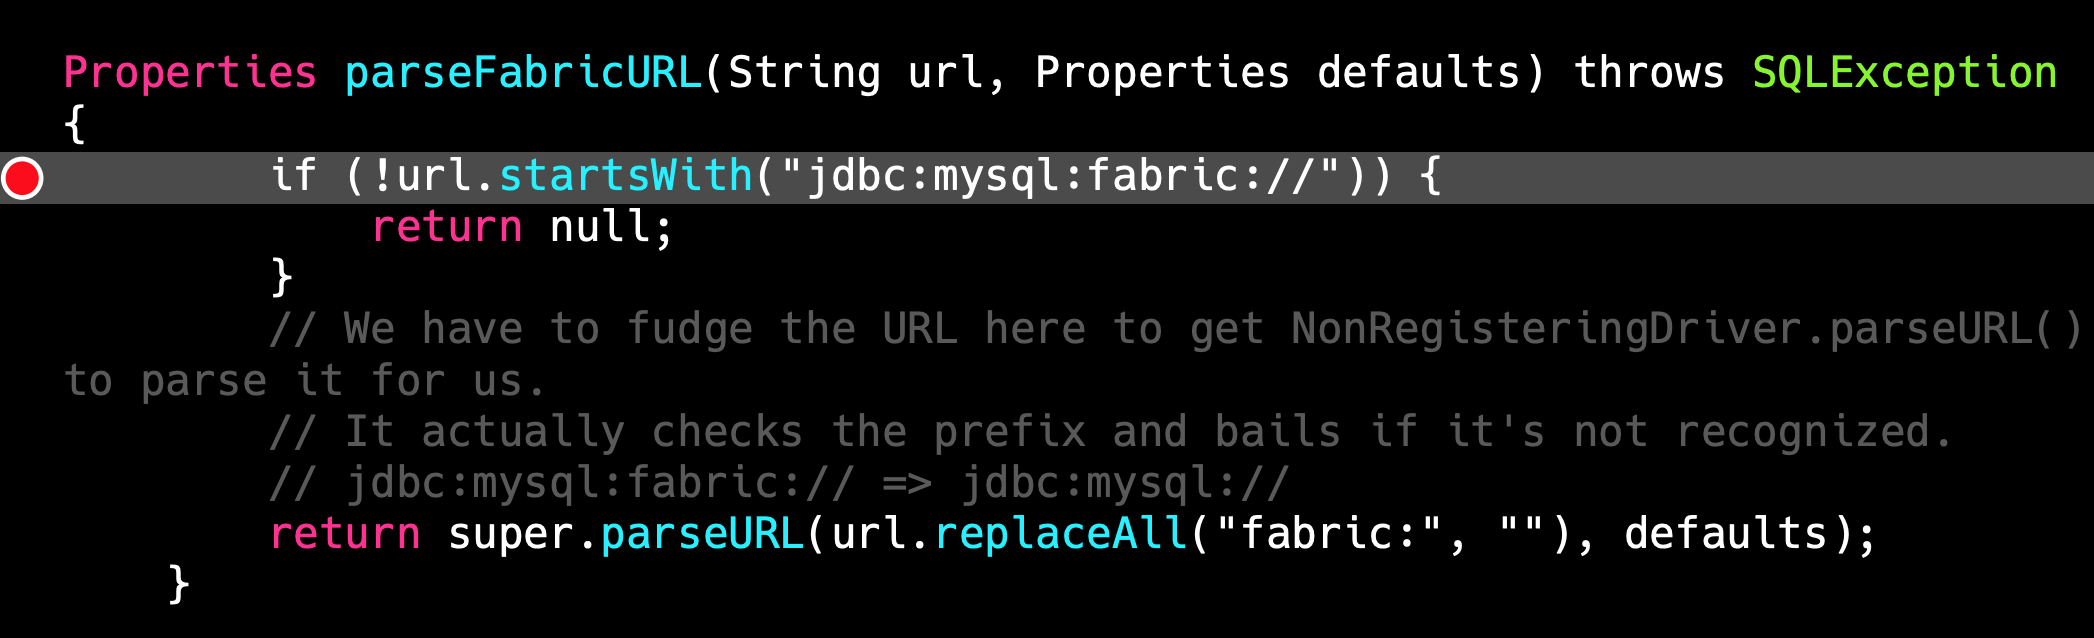 Properties parseFabricURL(String url, Properties defaults) throws SQLException
{
if (!url.startsWith("jdbc:mysql:fabric://")) {
return null;
}
// We have to fudge the URL here to get NonRegisteringDriver.parseURL()
to parse it for us.
// It actually checks the prefix and bails if it's not recognized.
// jdbc:mysql:fabric:// => jdbc:mysql://
return super.parseURL(url.replaceAll("fabric:", ""), defaults);
}